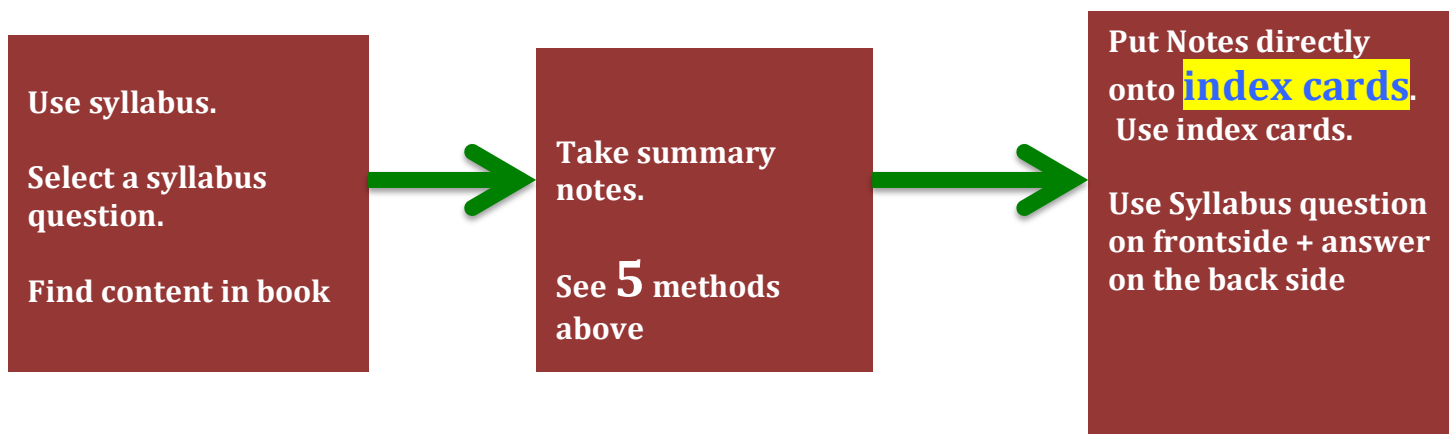 Use syllabus.
Select a syllabus
question.
Find content in book
Take summary
notes.
See 5 methods
above
Put Notes directly
onto index cards.
Use index cards.
Use Syllabus question
on frontside + answer
on the back side